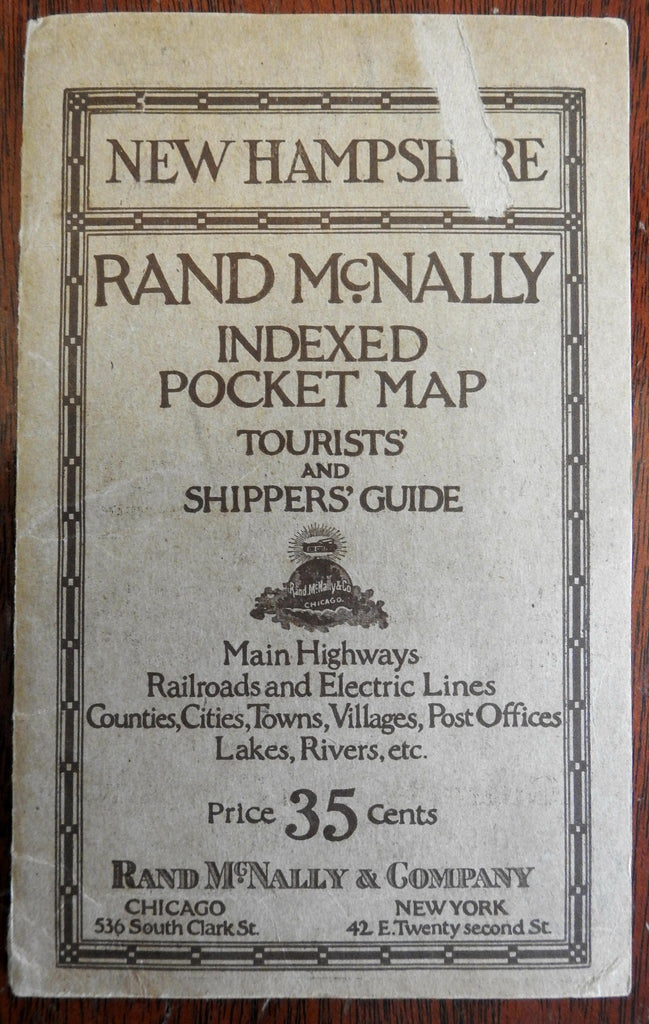 NEW HAMPSHIRE
RAND McNALLY
INDEXED
POCKET MAP
TOURISTS'
AND
SHIPPERS' GUIDE
Rand McNally & Co
CHICAGO.
Main Highways
Railroads and Electric Lines
Counties, Cities, Towns, Villages, Post Offices
Lakes, Rivers, etc.
Price 35 Cents
RAND McNALLY & COMPANY
CHICAGO NEW YORK
536 South Clark St. 42 E. Twenty second St.